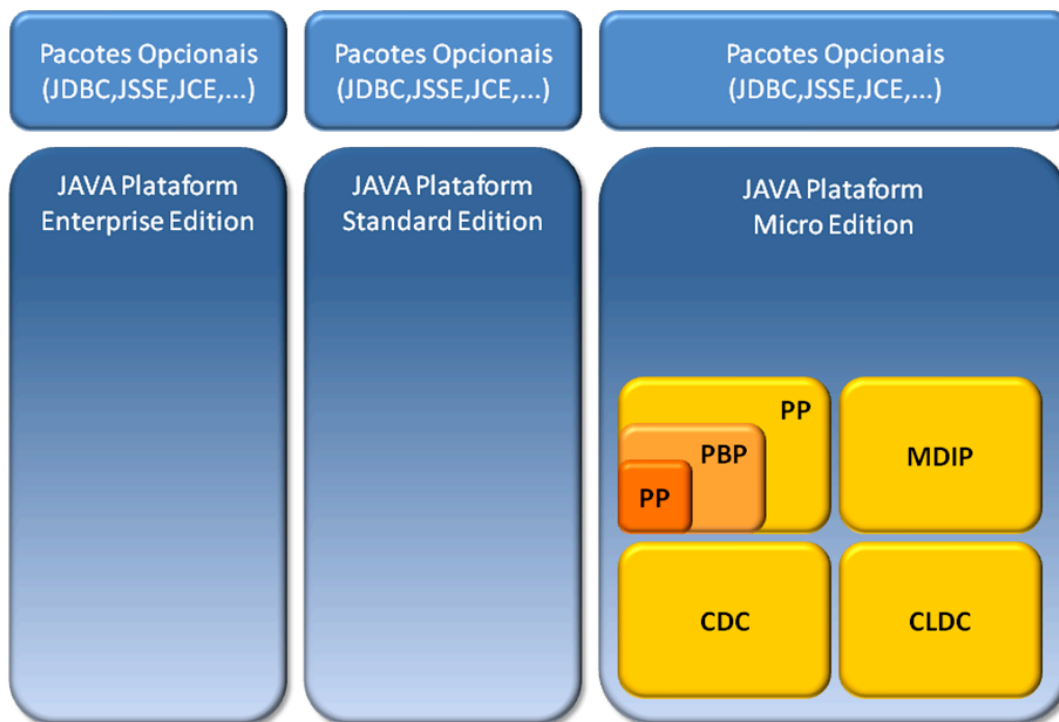 Pacotes Opcionais
(JDBC,JSSE,JCE,...)
Pacotes Opcionais
(JDBC,JSSE,JCE,...)
Pacotes Opcionais
(JDBC,JSSE,JCE,...)
JAVA Plataform
Enterprise Edition
JAVA Plataform
Standard Edition
JAVA Plataform
Micro Edition
PP
PBP
PP
MDIP
CDC
CLDC